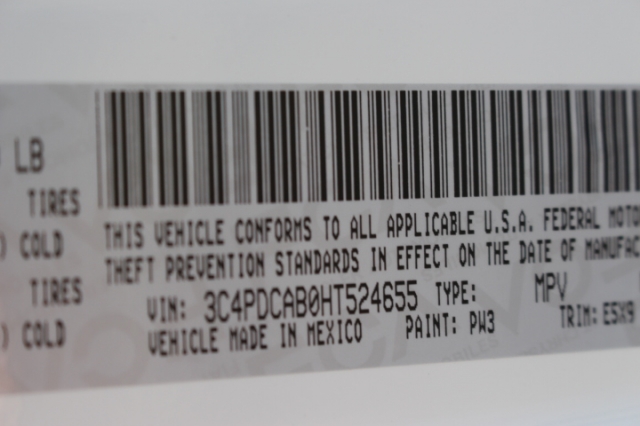 LB
TIRES
) COLD
TIRES
) COLD
THIS VEHICLE CONFORMS TO ALL APPLICABLE U.S.A. FEDERAL MOTO
THEFT PREVENTION STANDARDS IN EFFECT ON THE DATE OF MANUFAC
VIN: 3C4PDCAB0HT524655 TYPE: MPV
VEHICLE MADE IN MEXICO PAINT: PW3 TRIM: E5X9